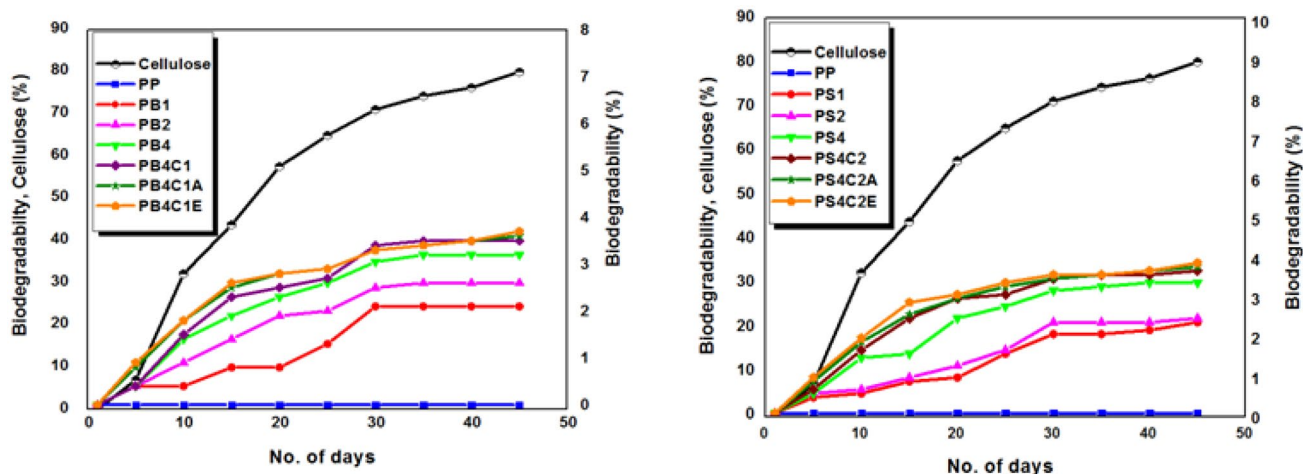 90
80
70
60
50
40
30
20
10
0
Biodegradability, Cellulose (%)
Cellulose
PP
PB1
PB2
PB4
PB4C1
PB4C1A
PB4C1E
8
7
6
5
4
3
2
1
0
Biodegradability (%)
10
20
30
40
50
No. of days
90
80
70
60
50
40
30
20
10
0
Biodegradability, cellulose (%)
Cellulose
PP
PS1
PS2
PS4
PS4C2
PS4C2A
PS4C2E
10
9
8
7
6
5
4
3
2
1
0
Biodegradability (%)
0
10
20
30
40
50
No. of days